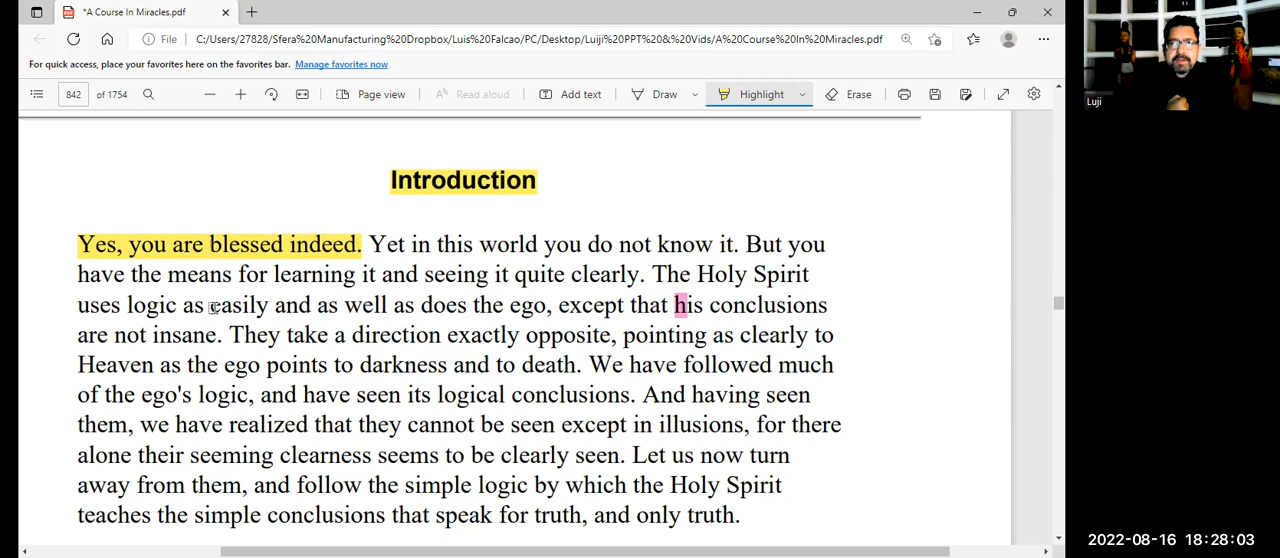 *A Course In Miracles.pdf
File C:/Users/27828/Sfera%20Manufacturing%20Dropbox/Luis%20Falcao/PC/Desktop/Luiji%20PPT%20&%20Vids/A%20Course%20In%20Miracles.pdf
For quick access, place your favorites here on the favorites bar. Manage favorites now
842 of 1754 Page view Read aloud Add text Draw Highlight Erase
Luji
Introduction
Yes, you are blessed indeed. Yet in this world you do not know it. But you
have the means for learning it and seeing it quite clearly. The Holy Spirit
uses logic as easily and as well as does the ego, except that his conclusions
are not insane. They take a direction exactly opposite, pointing as clearly to
Heaven as the ego points to darkness and to death. We have followed much
of the ego's logic, and have seen its logical conclusions. And having seen
them, we have realized that they cannot be seen except in illusions, for there
alone their seeming clearness seems to be clearly seen. Let us now turn
away from them, and follow the simple logic by which the Holy Spirit
teaches the simple conclusions that speak for truth, and only truth.
2022-08-16 18:28:03